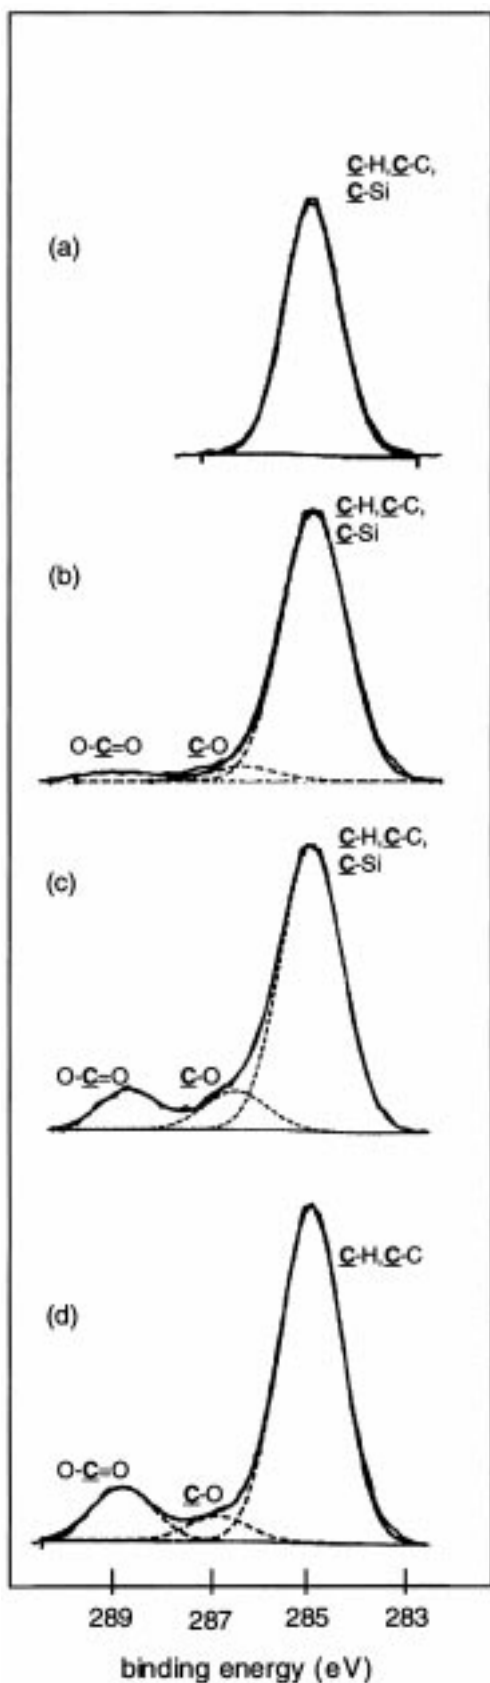 C-H,C-C,
C-Si
(a)
C-H,C-C,
C-Si
(b)
O-C=O C-O
C-H,C-C,
C-Si
(c)
O-C=O C-O
C-H,C-C
(d)
O-C=O
C-O
289 287 285 283
binding energy (eV)